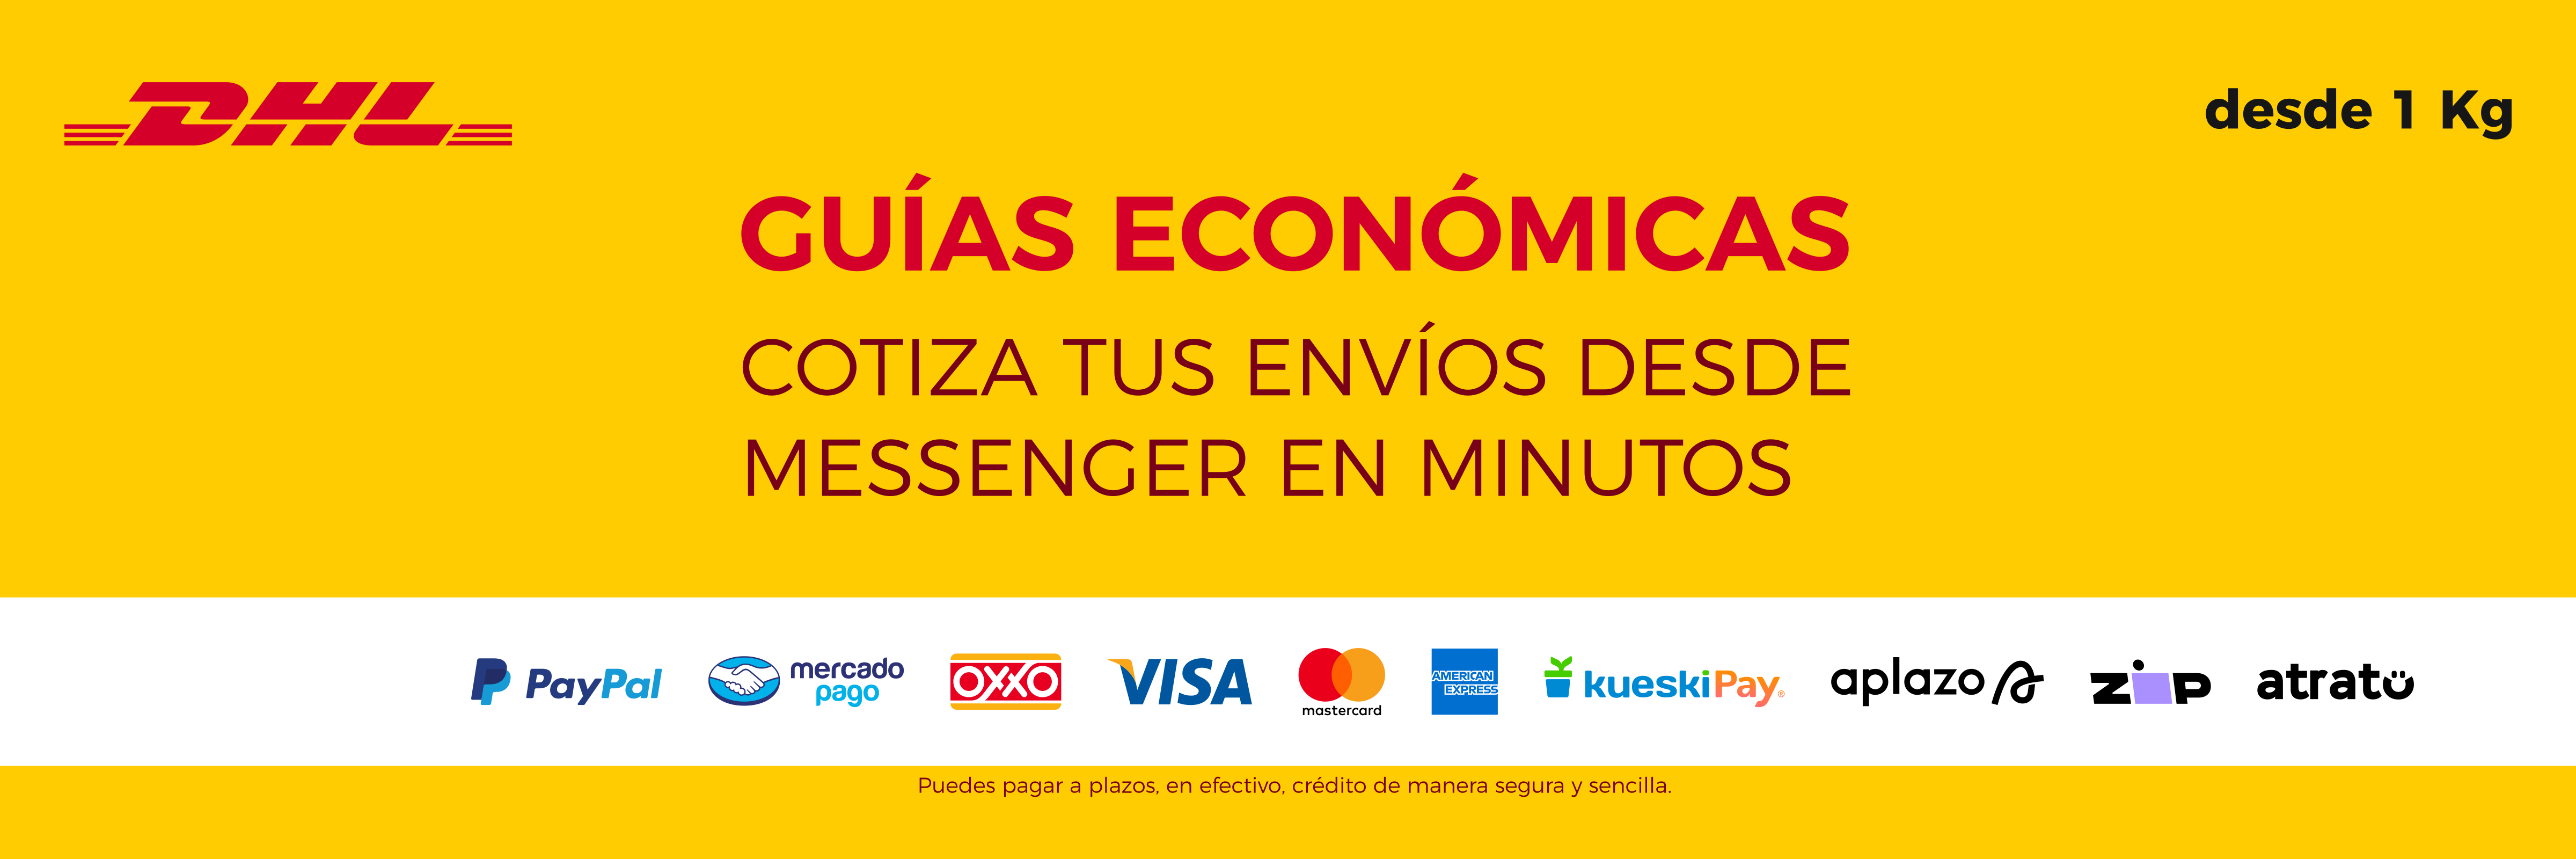 DHL
desde 1 Kg
GUÍAS ECONÓMICAS
COTIZA TUS ENVÍOS DESDE
MESSENGER EN MINUTOS
PayPal
mercado
pago
OXXO
VISA
mastercard
AMERICAN
EXPRESS
kueskiPay®
aplazo
zip
atrato
Puedes pagar a plazos, en efectivo, crédito de manera segura y sencilla.